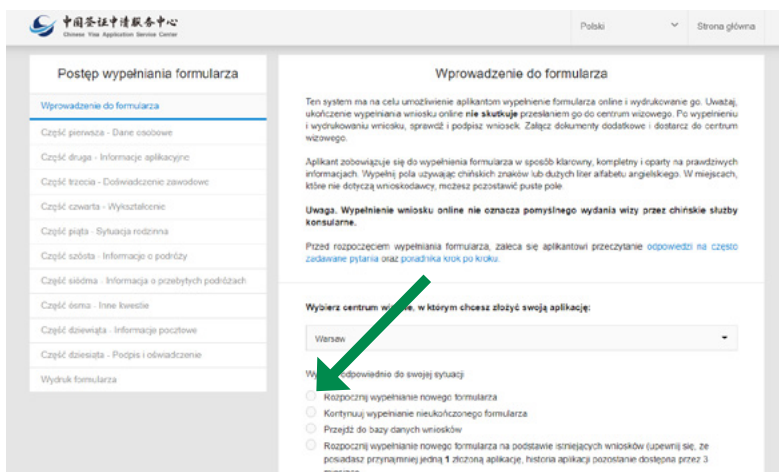 中国签证申请服务中心
Chinese Visa Application Service Center
Polski
Strona główna
Postęp wypełniania formularza
Wprowadzenie do formularza
Część pierwsza - Dane osobowe
Część druga - Informacje aplikacyjne
Część trzecia - Doświadczenie zawodowe
Część czwarta - Wykształcenie
Część piąta - Sytuacja rodzinna
Część szósta - Informacje o podróży
Część siódma - Informacja o przebytych podróżach
Część ósma - Inne kwestie
Część dziewiąta - Informacje pocztowe
Część dziesiąta - Podpis i oświadczenie
Wydruk formularza
Wprowadzenie do formularza
Ten system ma na celu umożliwienie aplikantom wypełnienie formularza online i wydrukowanie go. Uważaj,
ukończenie wypełniania wniosku online nie skutkuje przesłaniem go do centrum wizowego. Po wypełnieniu
i wydrukowaniu wniosku, sprawdź i podpisz wniosek. Załącz dokumenty dodatkowe i dostarcz do centrum
wizowego.
Aplikant zobowiązuje się do wypełnienia formularza w sposób klarowny, kompletny i oparty na prawdziwych
informacjach. Wypełnij pola używając chińskich znaków lub dużych liter alfabetu angielskiego. W miejscach,
które nie dotyczą wnioskodawcy, możesz pozostawić puste pole
Uwaga. Wypełnienie wniosku online nie oznacza pomyślnego wydania wizy przez chińskie służby
konsularne.
Przed rozpoczęciem wypełniania formularza, zaleca się aplikantowi przeczytanie odpowiedzi na często
zadawane pytania oraz poradnika krok po kroku.
Wybierz centrum wizowe, w którym chcesz złożyć swoją aplikację:
Warsaw
odpowiednio do swojej sytuacji
Rozpocznij wypełnianie nowego formularza
Kontynuuj wypełnianie nieukończonego formularza
Przejdź do bazy danych wniosków
Rozpocznij wypełnianie nowego formularza na podstawie istniejących wniosków (upewnij się, że
posiadasz przynajmniej jedną 1 złożoną aplikację, historia aplikacji pozostanie dostępna przez 3